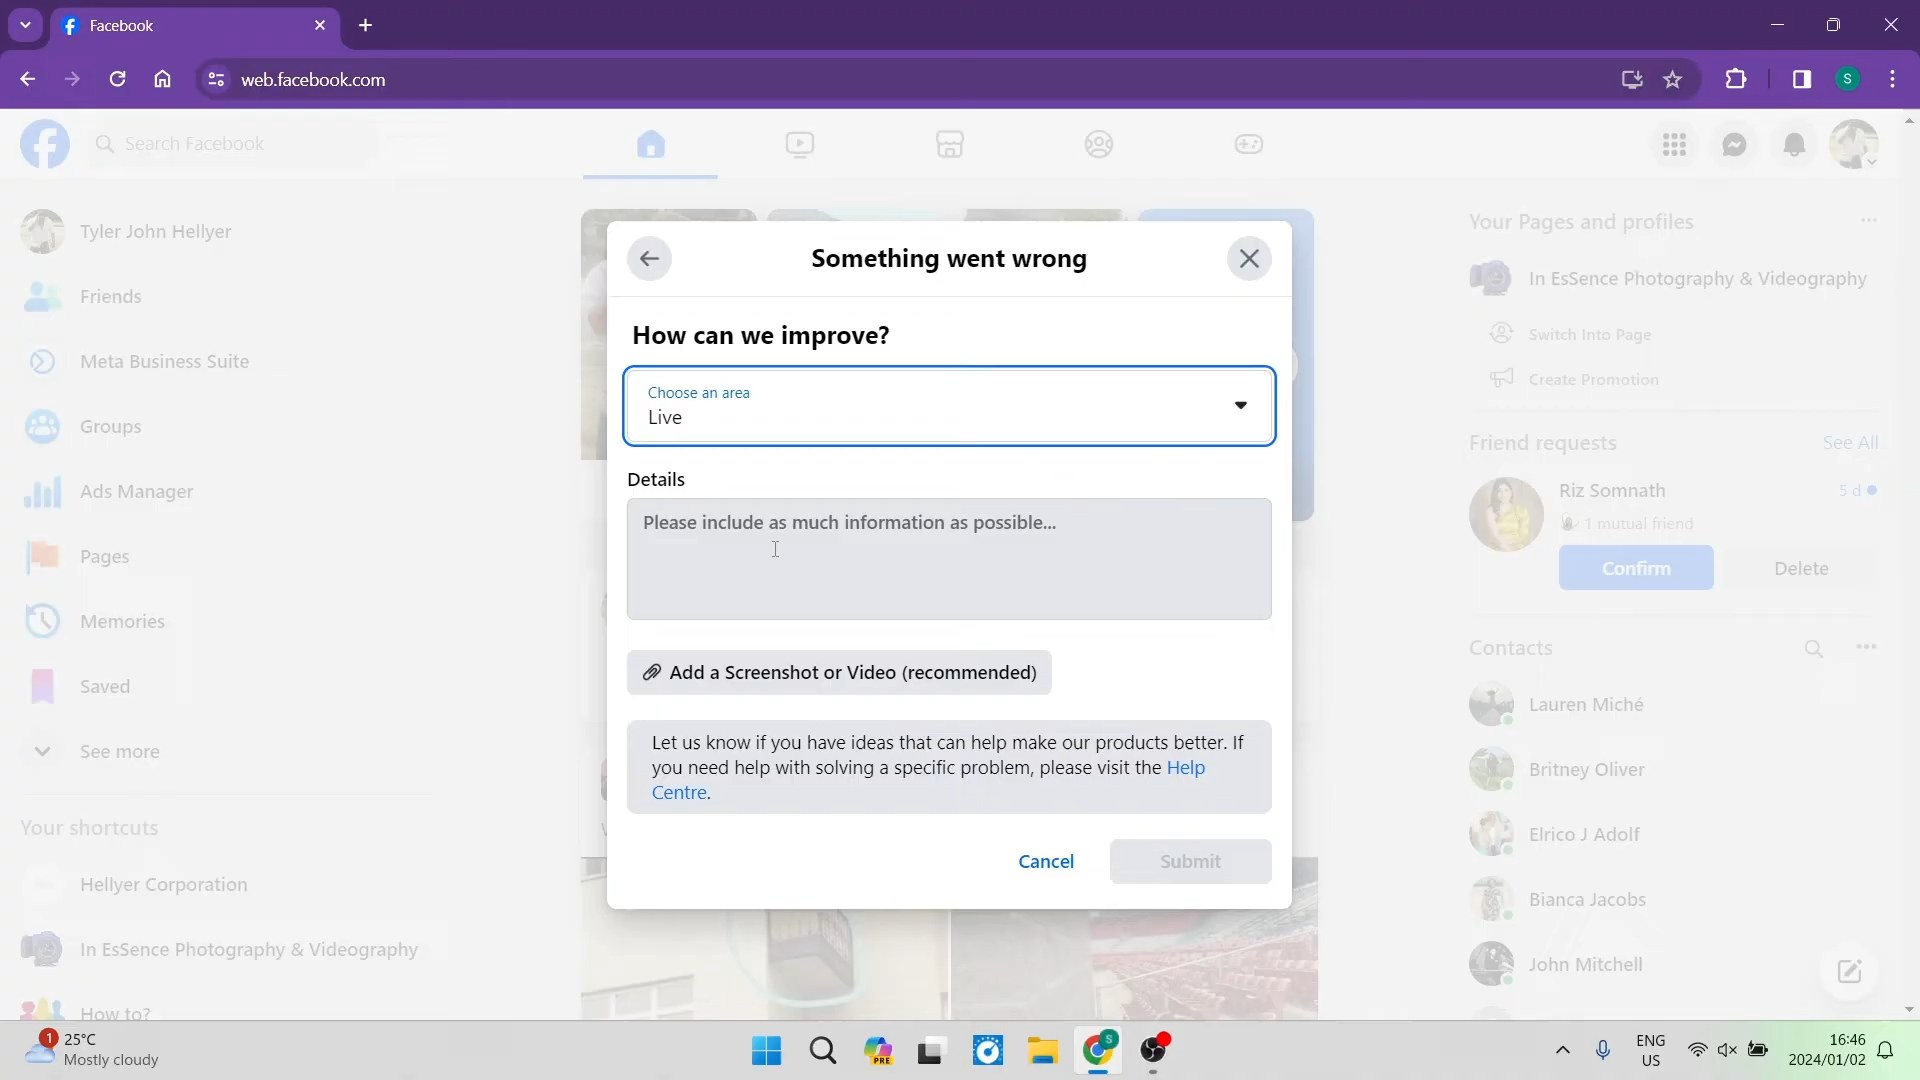 Facebook
web.facebook.com
S
Search Facebook
Tyler John Hellyer
Friends
Meta Business Suite
Groups
Ads Manager
Pages
Memories
Saved
See more
Your shortcuts
Hellyer Corporation
In EsSence Photography & Videography
How to?
Something went wrong
How can we improve?
Choose an area
Live
Details
Please include as much information as possible...
Add a Screenshot or Video (recommended)
Let us know if you have ideas that can help make our products better. If
you need help with solving a specific problem, please visit the Help
Centre.
Cancel
Submit
Your Pages and profiles
In EsSence Photography & Videography
Switch Into Page
Create Promotion
Friend requests
See All
Riz Somnath
5 d
1 mutual friend
Confirm
Delete
Contacts
Lauren Miché
Britney Oliver
Elrico J Adolf
Bianca Jacobs
John Mitchell
1
25°C
Mostly cloudy
PRE
S
ENG
US
16:46
2024/01/02